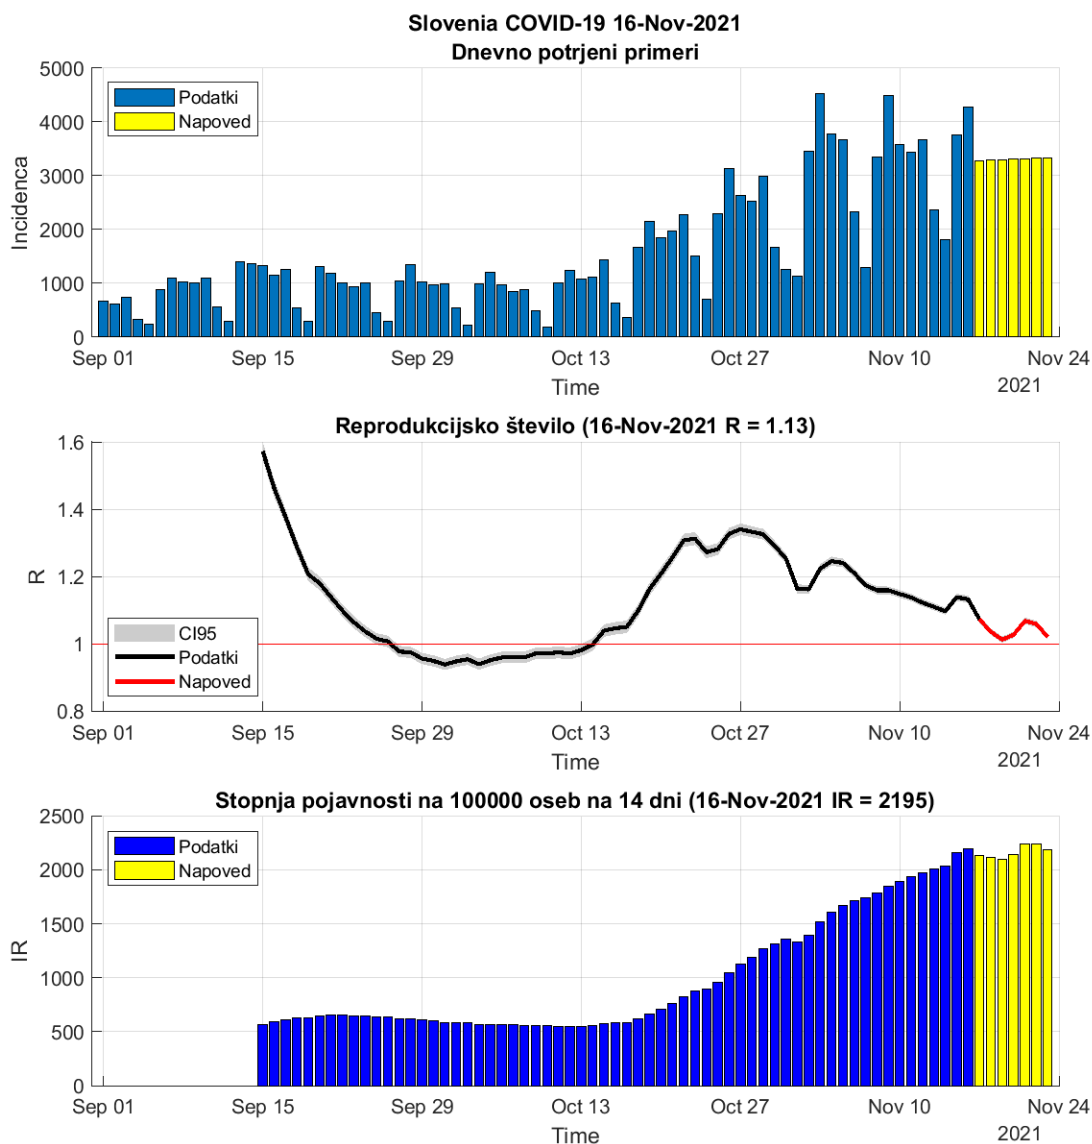 Slovenia COVID-19 16-Nov-2021
Dnevno potrjeni primeri
5000
4000
3000
2000
1000
0
Incidenca
Podatki
Napoved
Sep 01
Sep 15
Sep 29
Oct 13
Oct 27
Nov 10
Nov 24
Time
2021
Reprodukcijsko število (16-Nov-2021 R = 1.13)
1.6
1.4
1.2
1
0.8
R
CI95
Podatki
Napoved
Sep 01
Sep 15
Sep 29
Oct 13
Oct 27
Nov 10
Nov 24
Time
2021
Stopnja pojavnosti na 100000 oseb na 14 dni (16-Nov-2021 IR = 2195)
2500
2000
1500
1000
500
0
IR
Podatki
Napoved
Sep 01
Sep 15
Sep 29
Oct 13
Oct 27
Nov 10
Nov 24
Time
2021